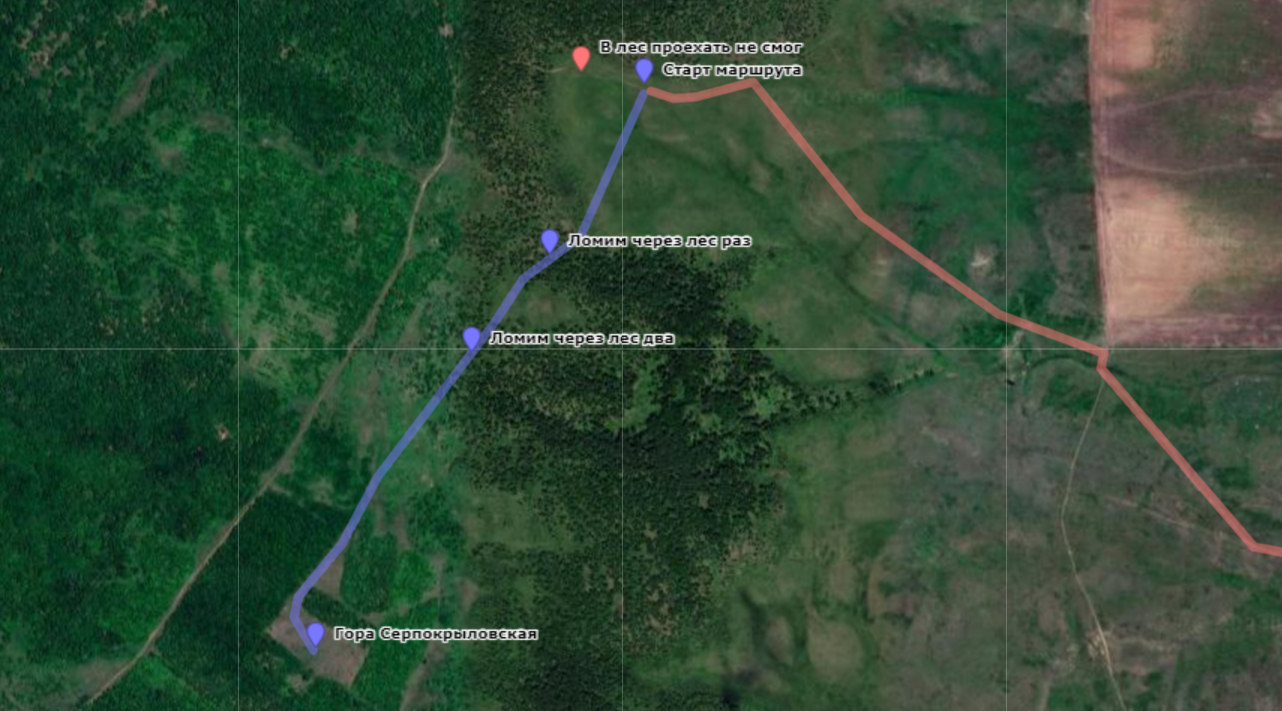 В лес проехать не смог
Старт маршрута
Ломим через лес раз
Ломим через лес два
Гора Серпокрыловская